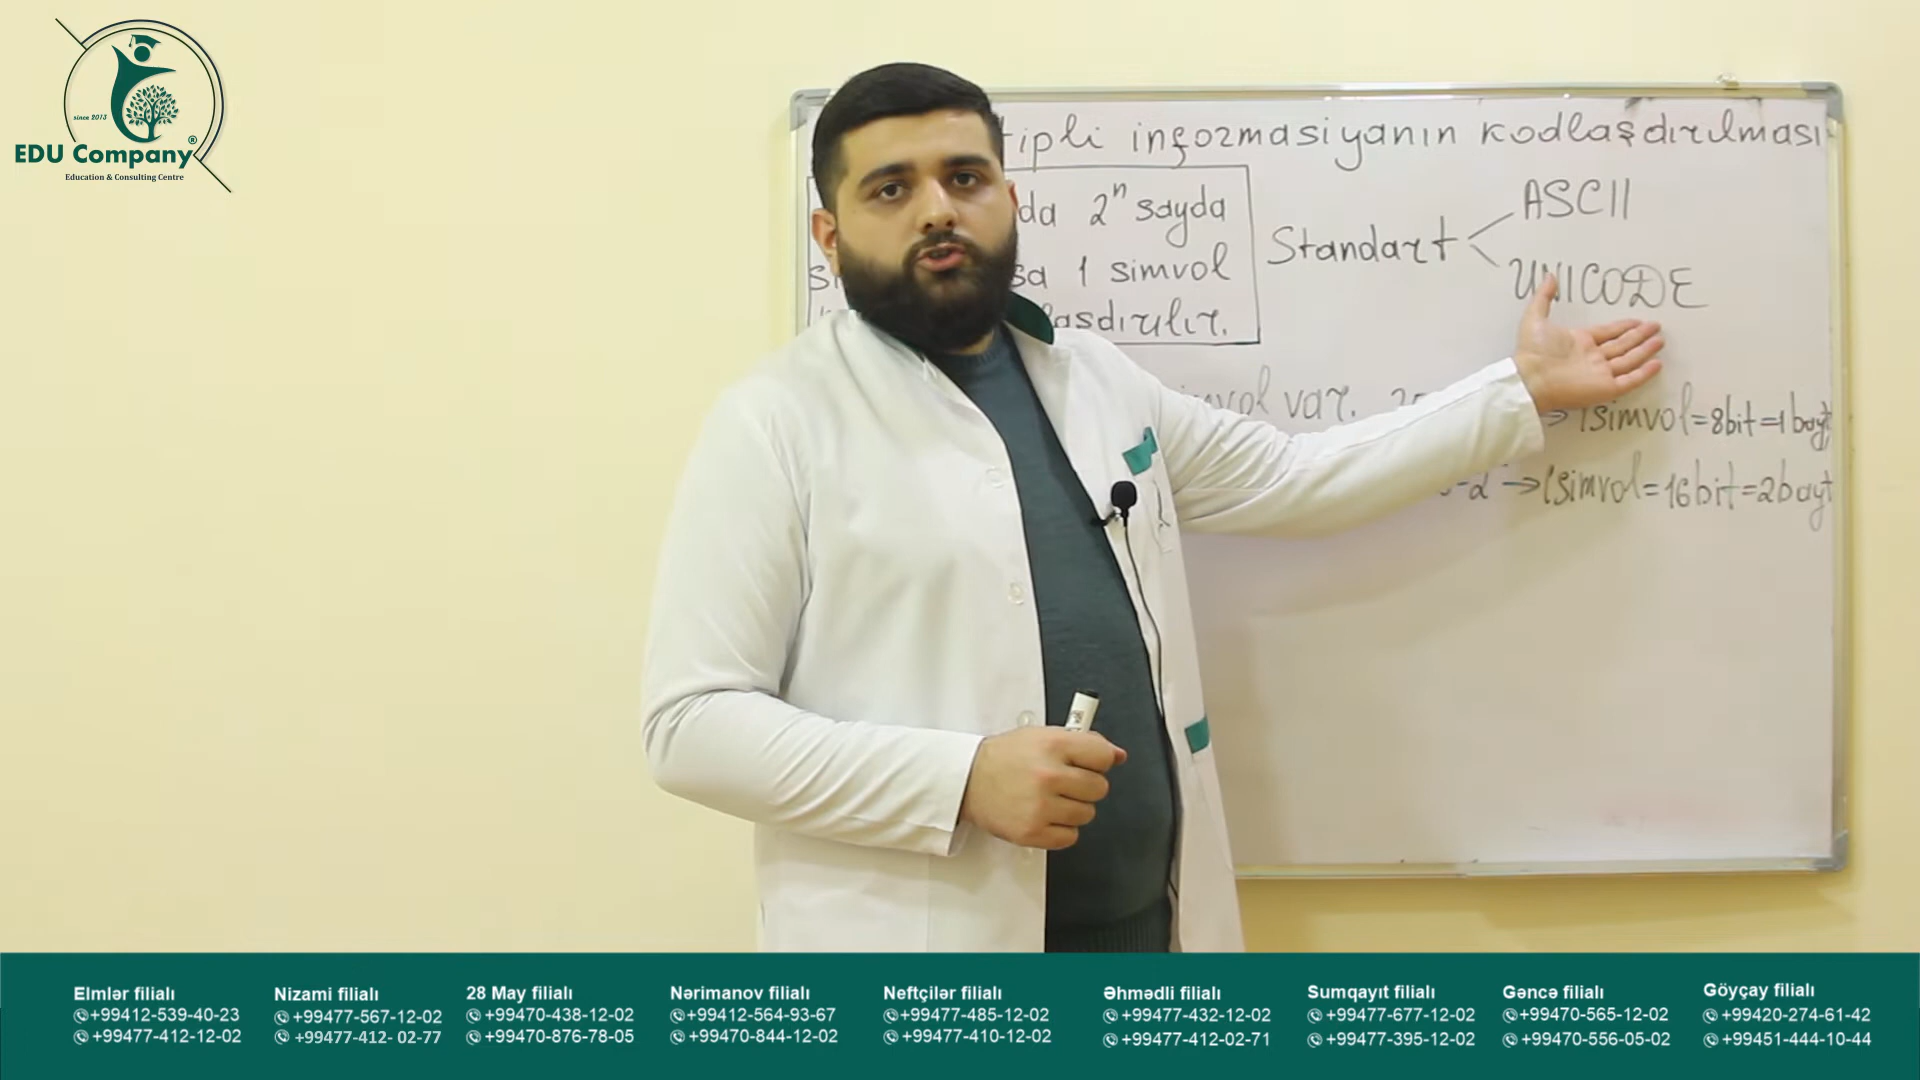 since 2013
EDU Company®
Education & Consulting Centre
tipli informasiyanın kodlaşdırılması
da 2ⁿ sayda
sa 1 simvol
Standart
ASCII
UNICODE
var.
→ 1simvol=8bit=1bayt
→ 1simvol=16bit=2bayt
Elmlər filialı
+99412-539-40-23
+99477-412-12-02
Nizami filialı
+99477-567-12-02
+99477-412- 02-77
28 May filialı
+99470-438-12-02
+99470-876-78-05
Nərimanov filialı
+99412-564-93-67
+99470-844-12-02
Neftçilər filialı
+99477-485-12-02
+99477-410-12-02
Əhmədli filialı
+99477-432-12-02
+99477-412-02-71
Sumqayıt filialı
+99477-677-12-02
+99477-395-12-02
Gəncə filialı
+99470-565-12-02
+99470-556-05-02
Göyçay filialı
+99420-274-61-42
+99451-444-10-44